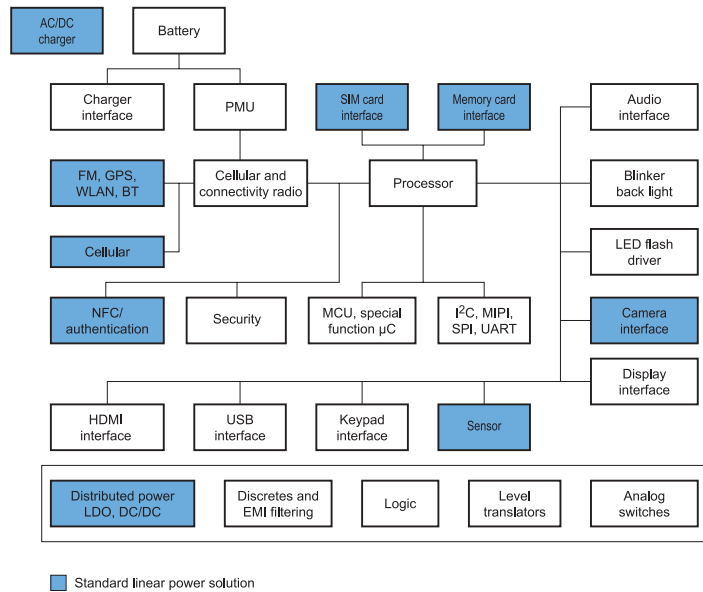 AC/DC
charger
Battery
Charger
interface
PMU
SIM card
interface
Memory card
interface
Audio
interface
FM, GPS,
WLAN, BT
Cellular and
connectivity radio
Processor
Blinker
back light
Cellular
LED flash
driver
NFC/
authentication
Security
MCU, special
function µC
I²C, MIPI,
SPI, UART
Camera
interface
Display
interface
HDMI
interface
USB
interface
Keypad
interface
Sensor
Distributed power
LDO, DC/DC
Discretes and
EMI filtering
Logic
Level
translators
Analog
switches
Standard linear power solution